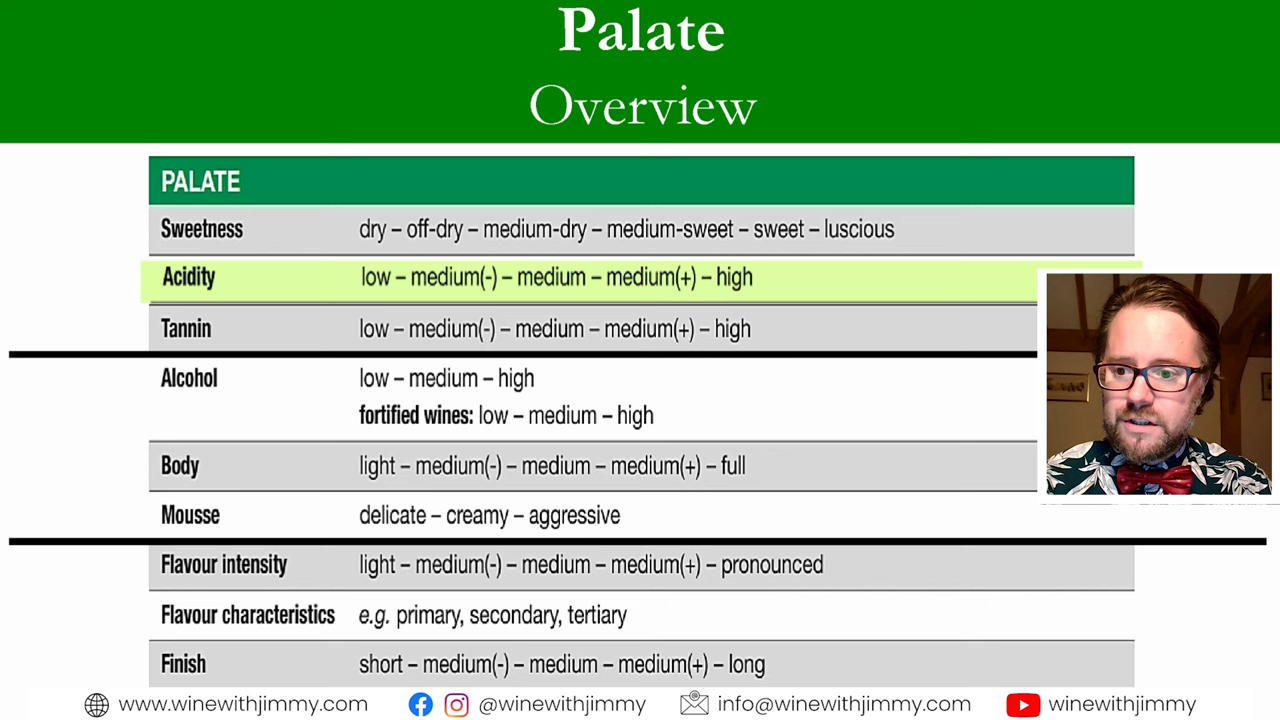 Palate
Overview
PALATE
Sweetness dry – off-dry – medium-dry – medium-sweet – sweet – luscious
Acidity low – medium(-) – medium – medium(+) – high
Tannin low – medium(-) – medium – medium(+) – high
Alcohol low – medium – high
fortified wines: low – medium – high
Body light – medium(-) – medium – medium(+) – full
Mousse delicate – creamy – aggressive
Flavour intensity light – medium(-) – medium – medium(+) – pronounced
Flavour characteristics e.g. primary, secondary, tertiary
Finish short – medium(-) – medium – medium(+) – long
www.winewithjimmy.com @winewithjimmy info@winewithjimmy.com winewithjimmy